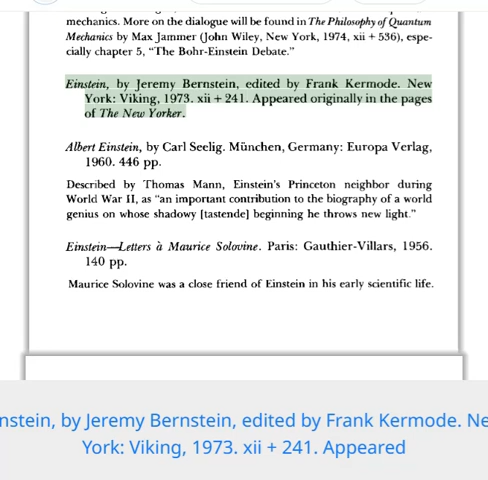 mechanics. More on the dialogue will be found in The Philosophy of Quantum
Mechanics by Max Jammer (John Wiley, New York, 1974, xii + 536), espe-
cially chapter 5, “The Bohr-Einstein Debate.”
Einstein, by Jeremy Bernstein, edited by Frank Kermode. New
York: Viking, 1973. xii + 241. Appeared originally in the pages
of The New Yorker.
Albert Einstein, by Carl Seelig. München, Germany: Europa Verlag,
1960. 446 pp.
Described by Thomas Mann, Einstein’s Princeton neighbor during
World War II, as “an important contribution to the biography of a world
genius on whose shadowy [tastende] beginning he throws new light.”
Einstein—Letters à Maurice Solovine. Paris: Gauthier-Villars, 1956.
140 pp.
Maurice Solovine was a close friend of Einstein in his early scientific life.
nstein, by Jeremy Bernstein, edited by Frank Kermode. Ne
York: Viking, 1973. xii + 241. Appeared